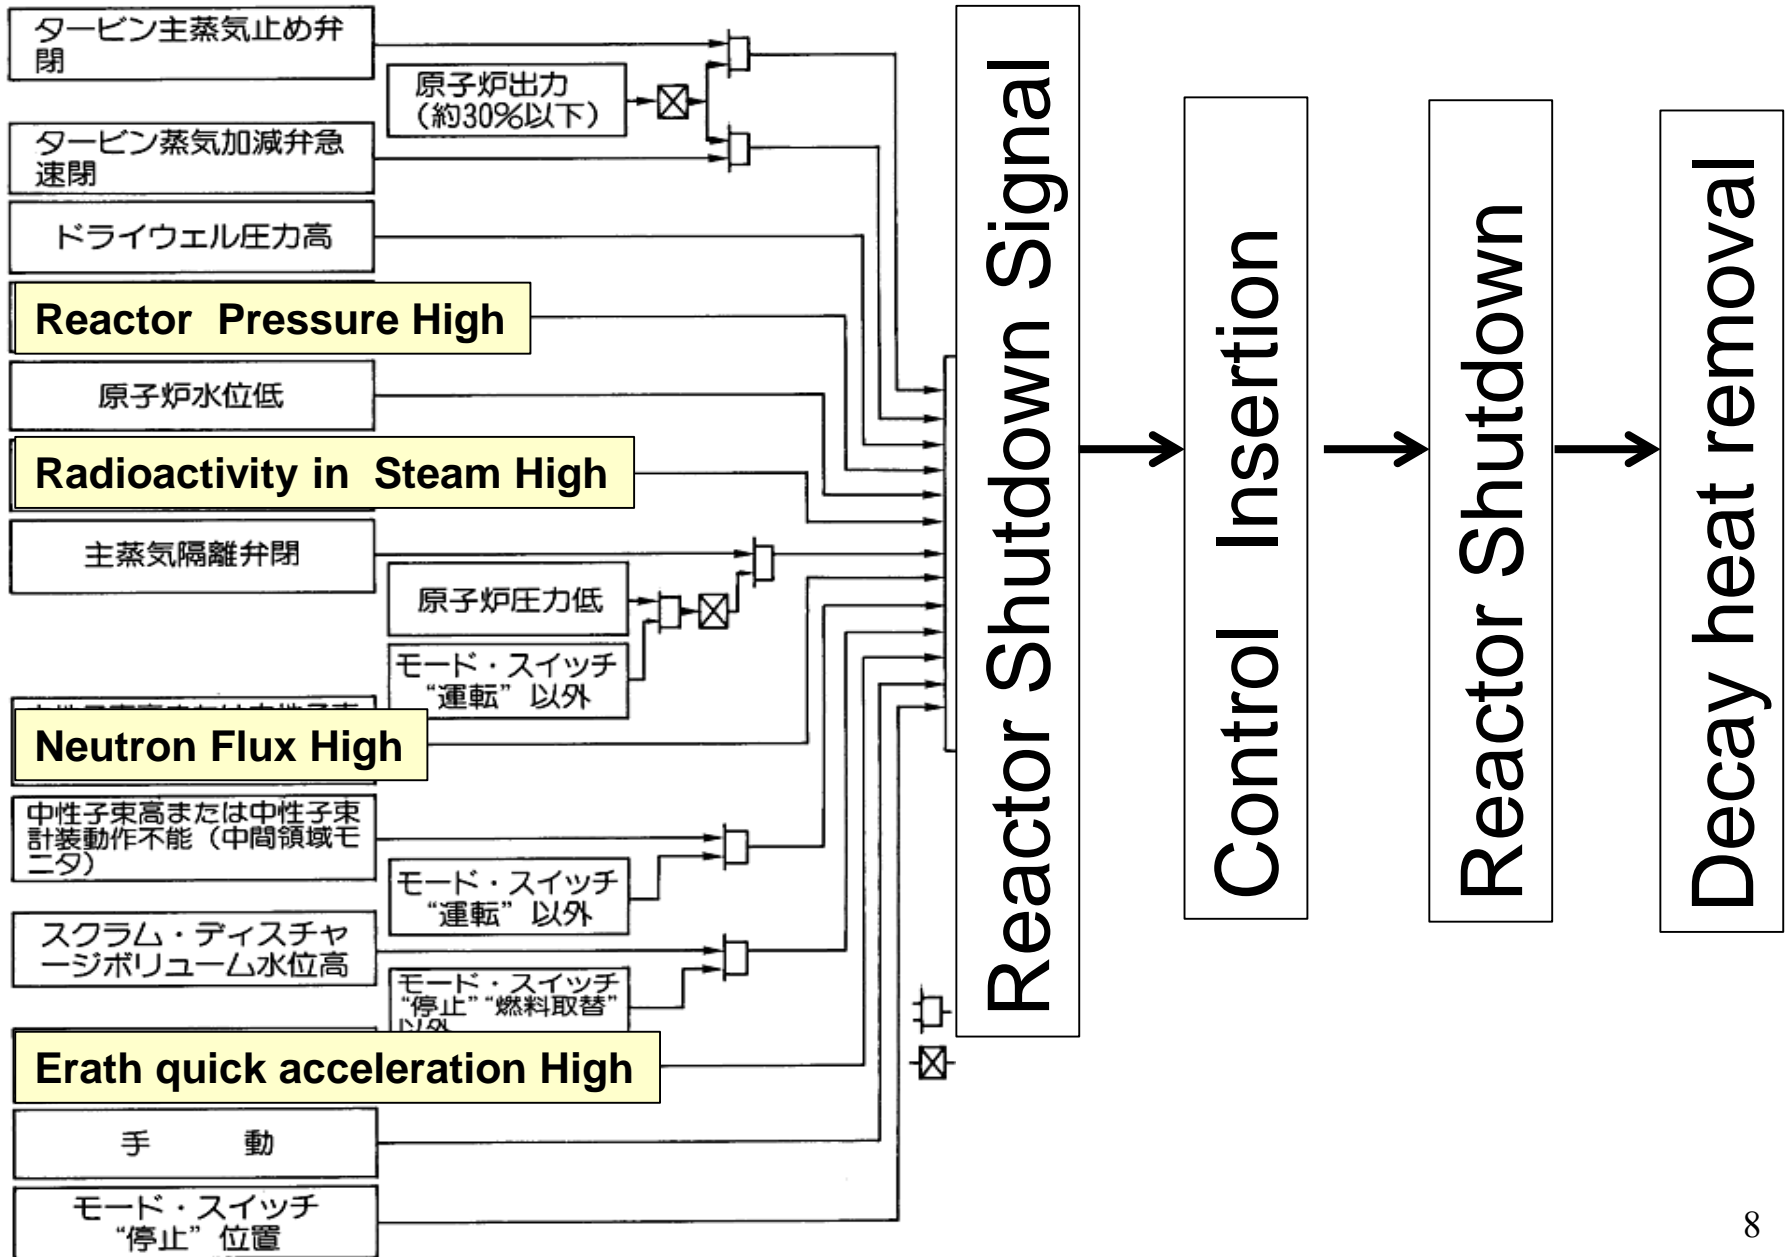 タービン主蒸気止め弁
閉
原子炉出力
(約30%以下)
タービン蒸気加減弁急
速閉
ドライウェル圧力高
Reactor Pressure High
原子炉水位低
Radioactivity in Steam High
主蒸気隔離弁閉
原子炉圧力低
モード・スイッチ
“運転” 以外
Neutron Flux High
中性子束高または中性子束
計装動作不能 (中間領域モ
ニタ)
モード・スイッチ
“運転” 以外
スクラム・ディスチャ
ージボリューム水位高
モード・スイッチ
“停止” “燃料取替”
以外
Erath quick acceleration High
手 動
モード・スイッチ
“停止” 位置
Reactor Shutdown Signal
Control Insertion
Reactor Shutdown
Decay heat removal
8